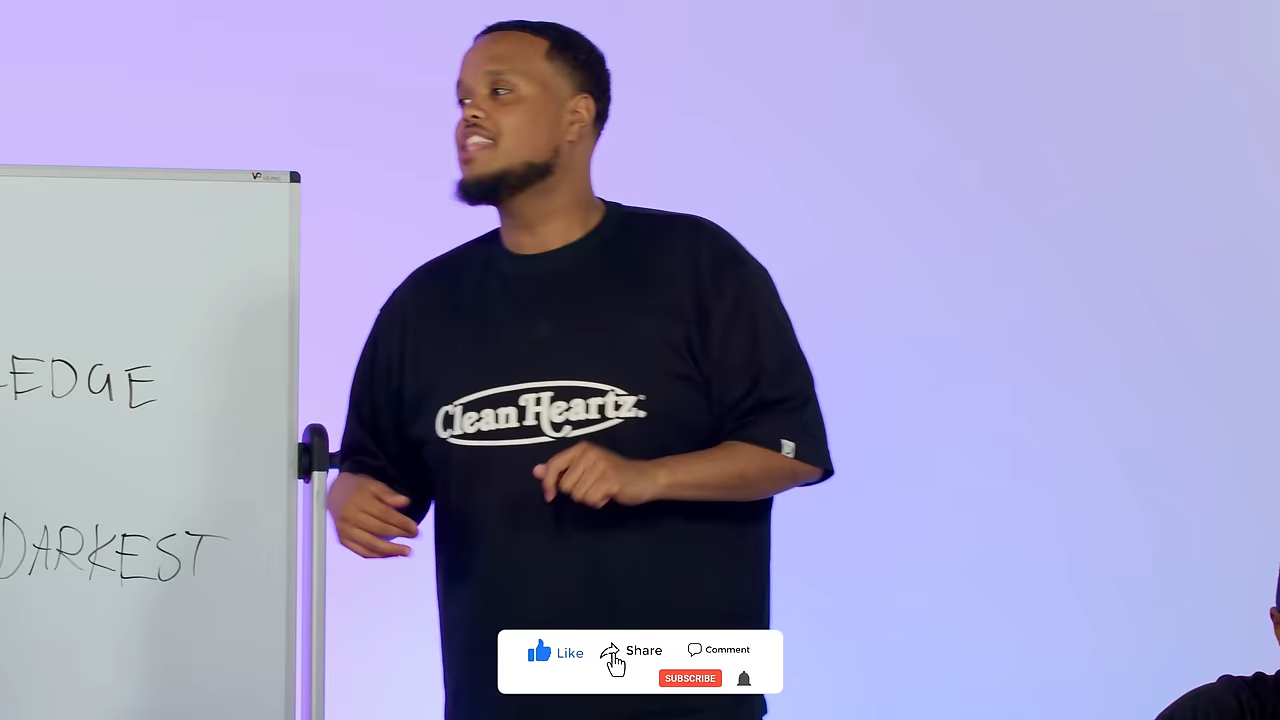 EDGE
DARKEST
Clean Heartz
Like
Share
Comment
SUBSCRIBE